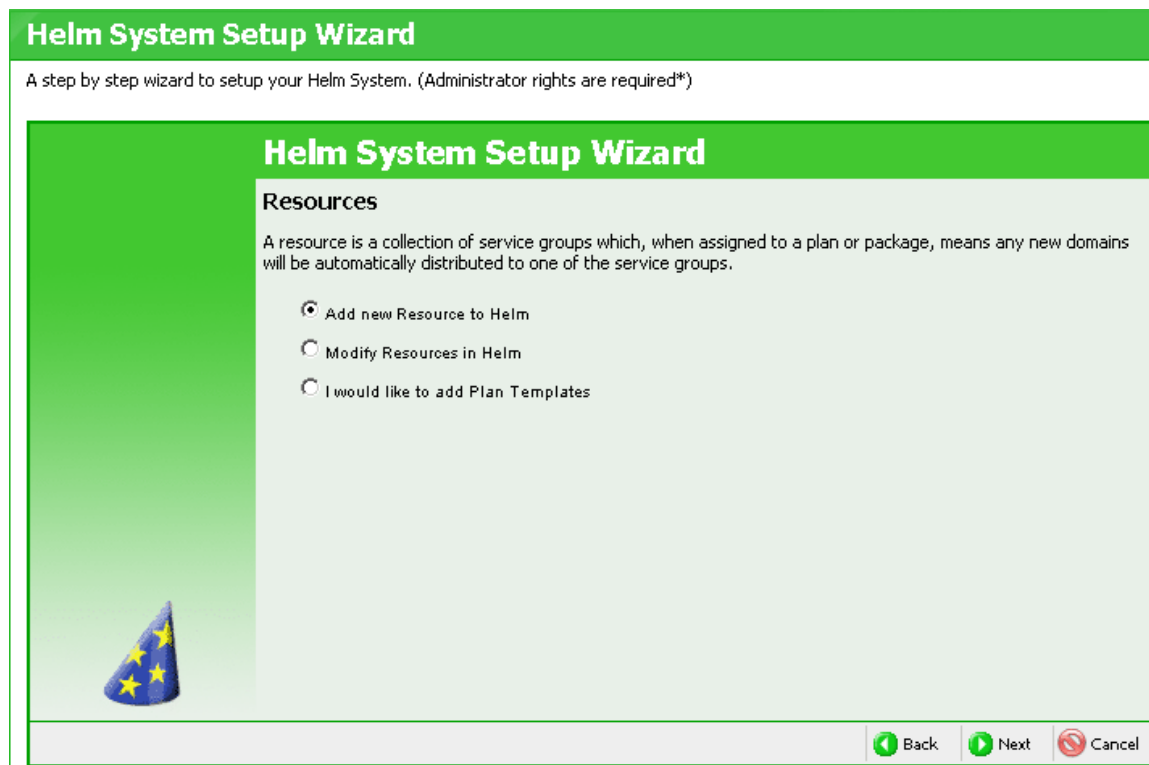 Helm System Setup Wizard
A step by step wizard to setup your Helm System. (Administrator rights are required*)
Helm System Setup Wizard
Resources
A resource is a collection of service groups which, when assigned to a plan or package, means any new domains
will be automatically distributed to one of the service groups.
Add new Resource to Helm
Modify Resources in Helm
I would like to add Plan Templates
Back Next Cancel